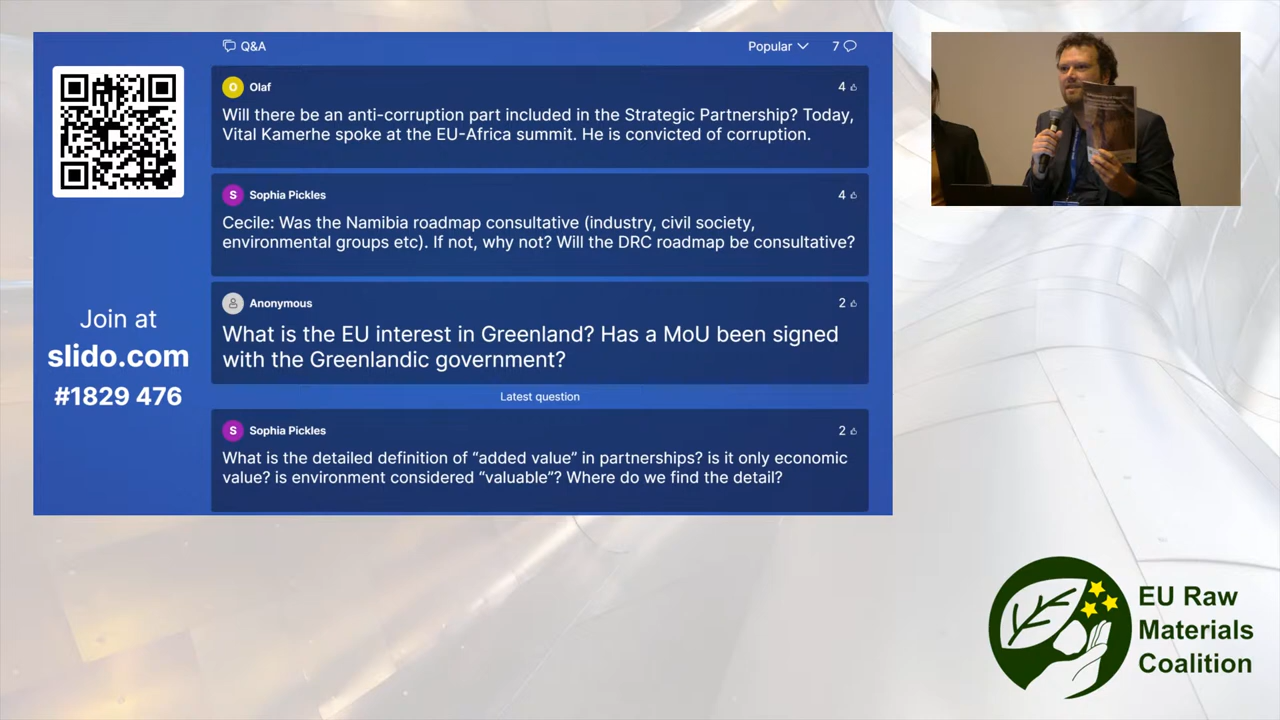 Q&A
Popular
7
Olaf
4
Will there be an anti-corruption part included in the Strategic Partnership? Today,
Vital Kamerhe spoke at the EU-Africa summit. He is convicted of corruption.
S
Sophia Pickles
4
Cecile: Was the Namibia roadmap consultative (industry, civil society,
environmental groups etc). If not, why not? Will the DRC roadmap be consultative?
Anonymous
2
What is the EU interest in Greenland? Has a MoU been signed
with the Greenlandic government?
Latest question
S
Sophia Pickles
2
What is the detailed definition of “added value” in partnerships? is it only economic
value? is environment considered “valuable”? Where do we find the detail?
Join at
slido.com
#1829 476
O
EU Raw
Materials
Coalition